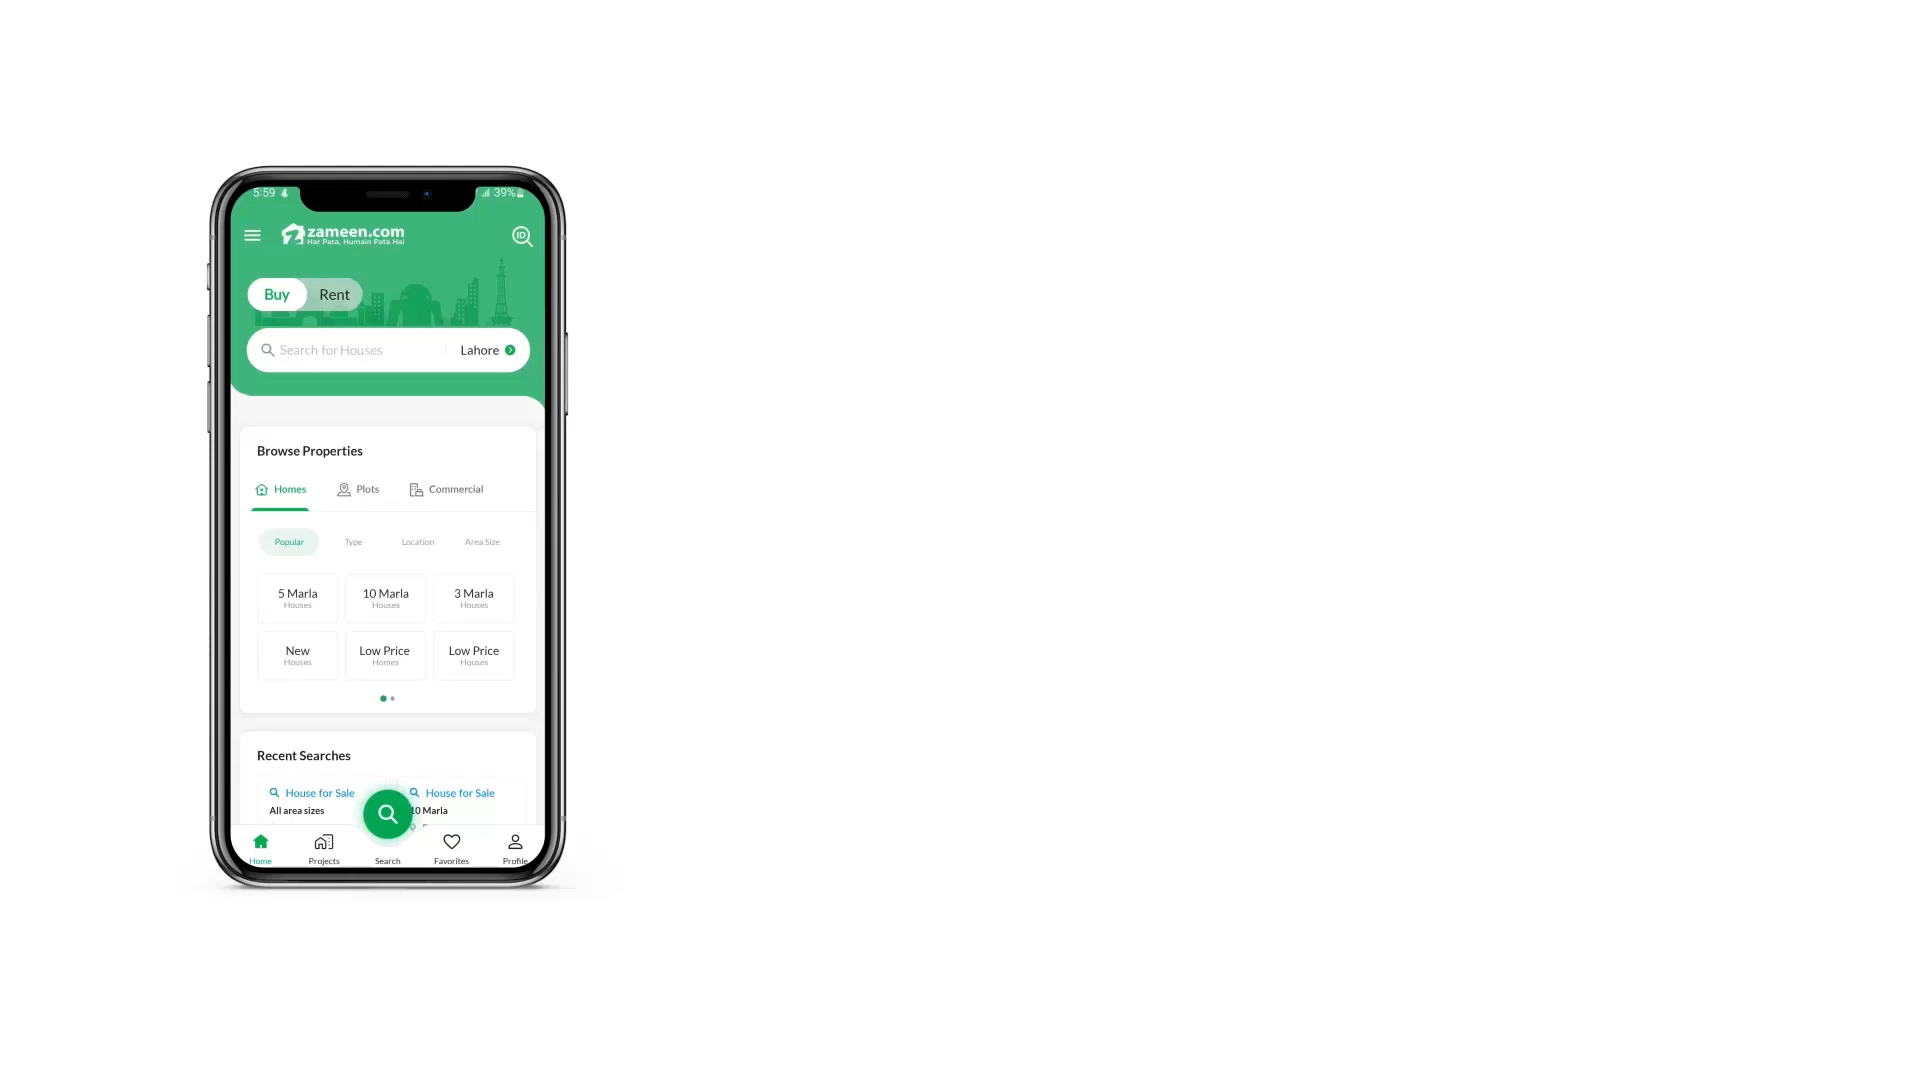 5:59 39%
zameen.com
Har Pata, Humain Pata Hai
ID
Buy Rent
Search for Houses Lahore
Browse Properties
Homes Plots Commercial
Popular Type Location Area Size
5 Marla 10 Marla 3 Marla
Houses Houses Houses
New Low Price Low Price
Houses Homes Houses
Recent Searches
House for Sale House for Sale
All area sizes 10 Marla
Home Projects Search Favorites Profile